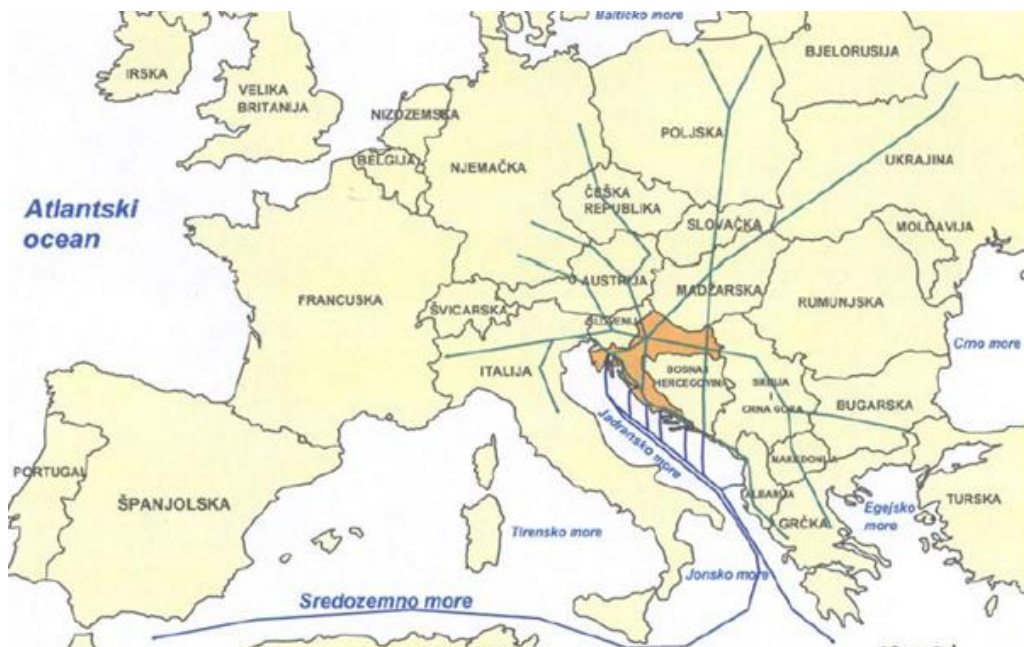 Baltičko more
BJELORUSIJA
IRSKA
VELIKA
BRITANIJA
NIZOZEMSKA
POLJSKA
BELGIJA
NJEMAČKA
UKRAJINA
ČEŠKA
REPUBLIKA
Atlantski
ocean
SLOVAČKA
MOLDAVIJA
AUSTRIJA
MADŽARSKA
FRANCUSKA
RUMUNJSKA
ŠVICARSKA
Crno more
ITALIJA
BOSNA I
HERCEGOVINA
SRBIJA
I
CRNA GORA
BUGARSKA
Jadransko more
MAKEDONIJA
PORTUGAL
ŠPANJOLSKA
ALBANIJA
TURSKA
Egejsko
more
GRČKA
Tirensko more
Jonsko more
Sredozemno more